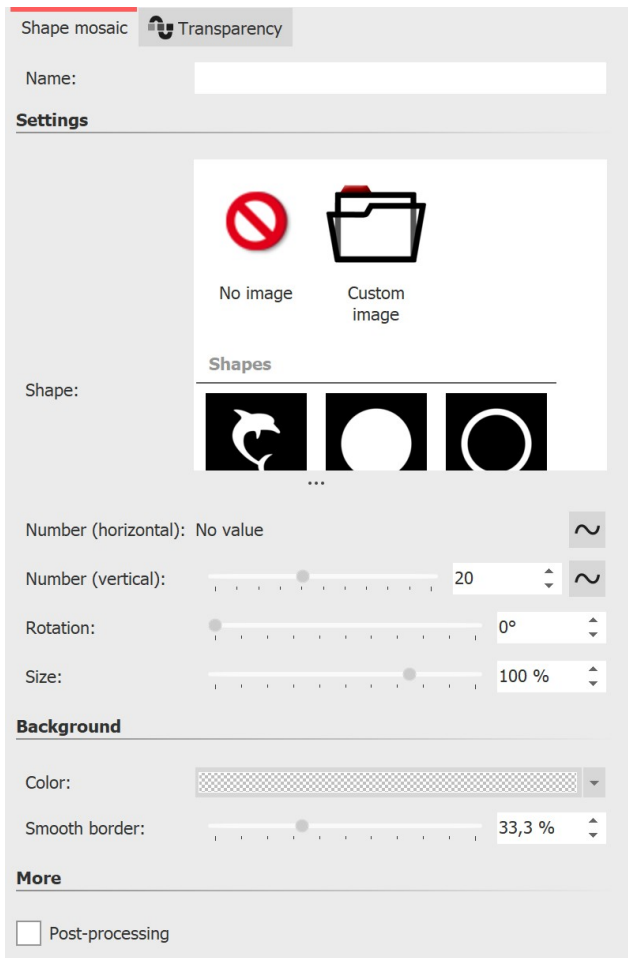 Shape mosaic
Transparency
Name:
Settings
No image
Custom
image
Shapes
Shape:
...
Number (horizontal): No value
Number (vertical): 20
Rotation: 0°
Size: 100 %
Background
Color:
Smooth border: 33,3 %
More
Post-processing